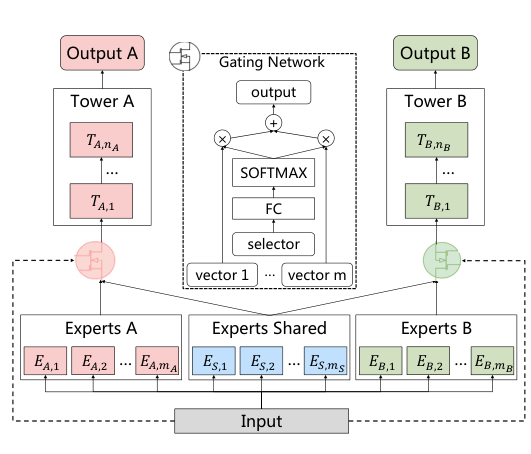 Output A
Gating Network
Output B
Tower A
output
Tower B
+
T_{A,n_A}
× ×
T_{B,n_B}
...
SOFTMAX
...
T_{A,1}
FC
T_{B,1}
selector
vector 1 ... vector m
Experts A
Experts Shared
Experts B
E_{A,1} E_{A,2} ... E_{A,m_A}
E_{S,1} E_{S,2} ... E_{S,m_S}
E_{B,1} E_{B,2} ... E_{B,m_B}
Input